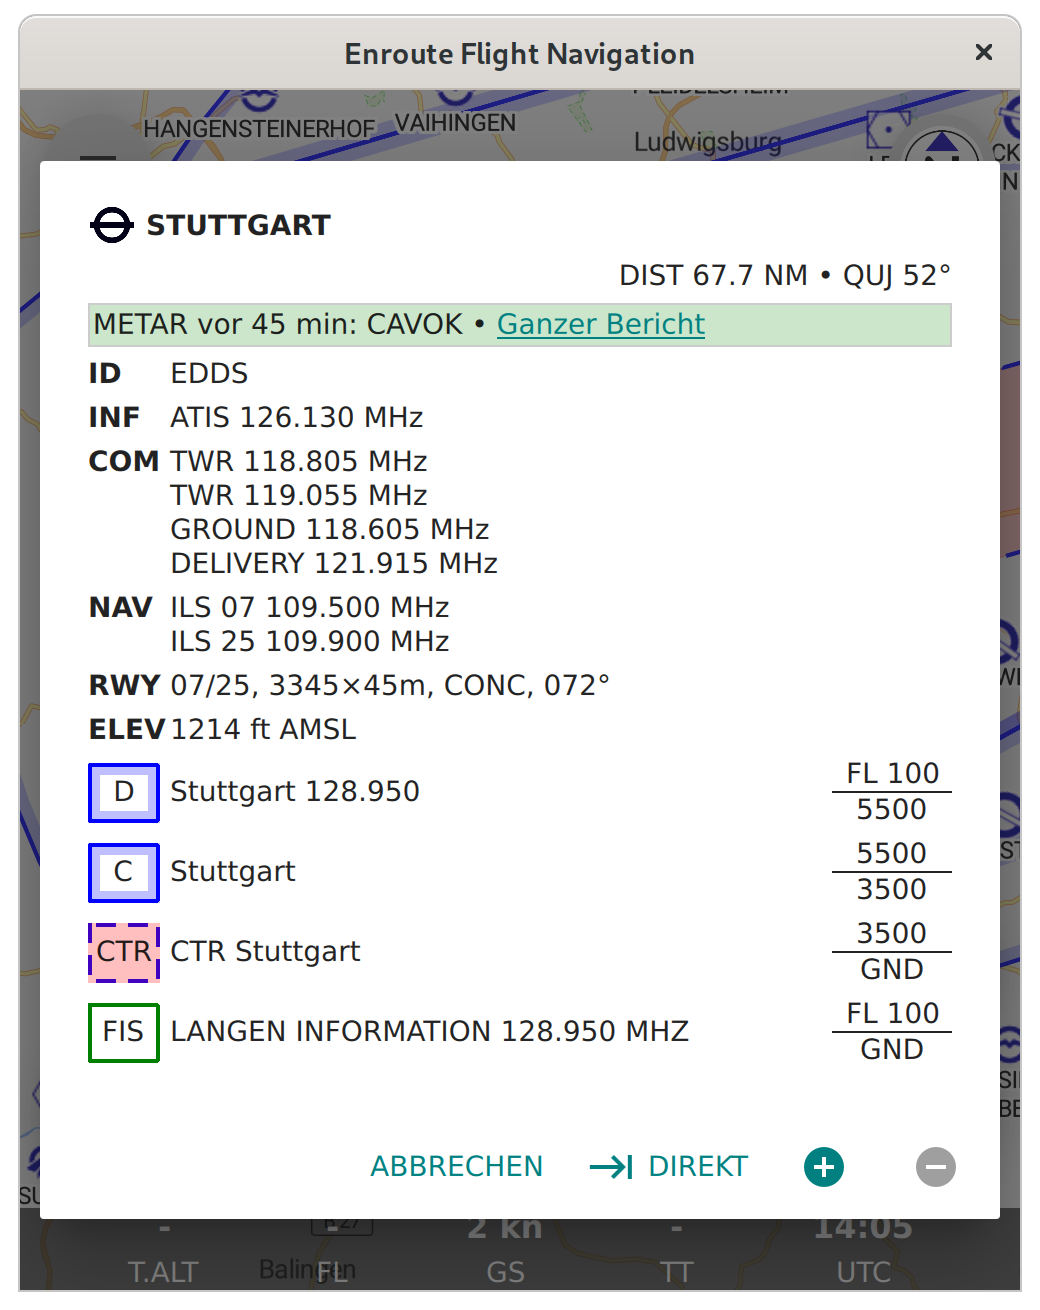 Enroute Flight Navigation
HANGENSTEINERHOF
VAIHINGEN
Ludwigsburg
STUTTGART
DIST 67.7 NM • QUJ 52°
METAR vor 45 min: CAVOK • Ganzer Bericht
ID EDDS
INF ATIS 126.130 MHz
COM TWR 118.805 MHz
TWR 119.055 MHz
GROUND 118.605 MHz
DELIVERY 121.915 MHz
NAV ILS 07 109.500 MHz
ILS 25 109.900 MHz
RWY 07/25, 3345×45m, CONC, 072°
ELEV 1214 ft AMSL
D Stuttgart 128.950 FL 100
5500
C Stuttgart 5500
3500
CTR CTR Stuttgart 3500
GND
FIS LANGEN INFORMATION 128.950 MHZ FL 100
GND
ABBRECHEN DIREKT
- - 2 kn - 14:05
T.ALT FL GS TT UTC
Balingen